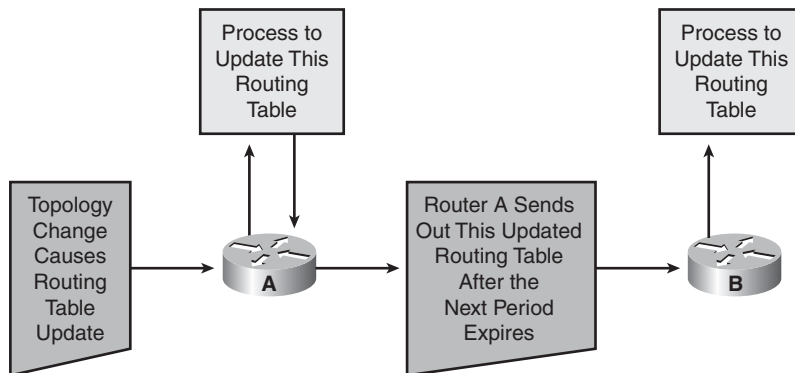 Process to
Update This
Routing
Table
Process to
Update This
Routing
Table
Topology
Change
Causes
Routing
Table
Update
A
Router A Sends
Out This Updated
Routing Table
After the
Next Period
Expires
B